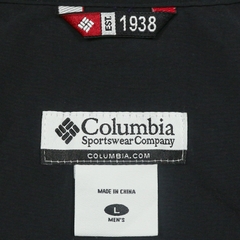 EST. 1938
Columbia
Sportswear Company
COLUMBIA.COM
MADE IN CHINA
L
MEN'S